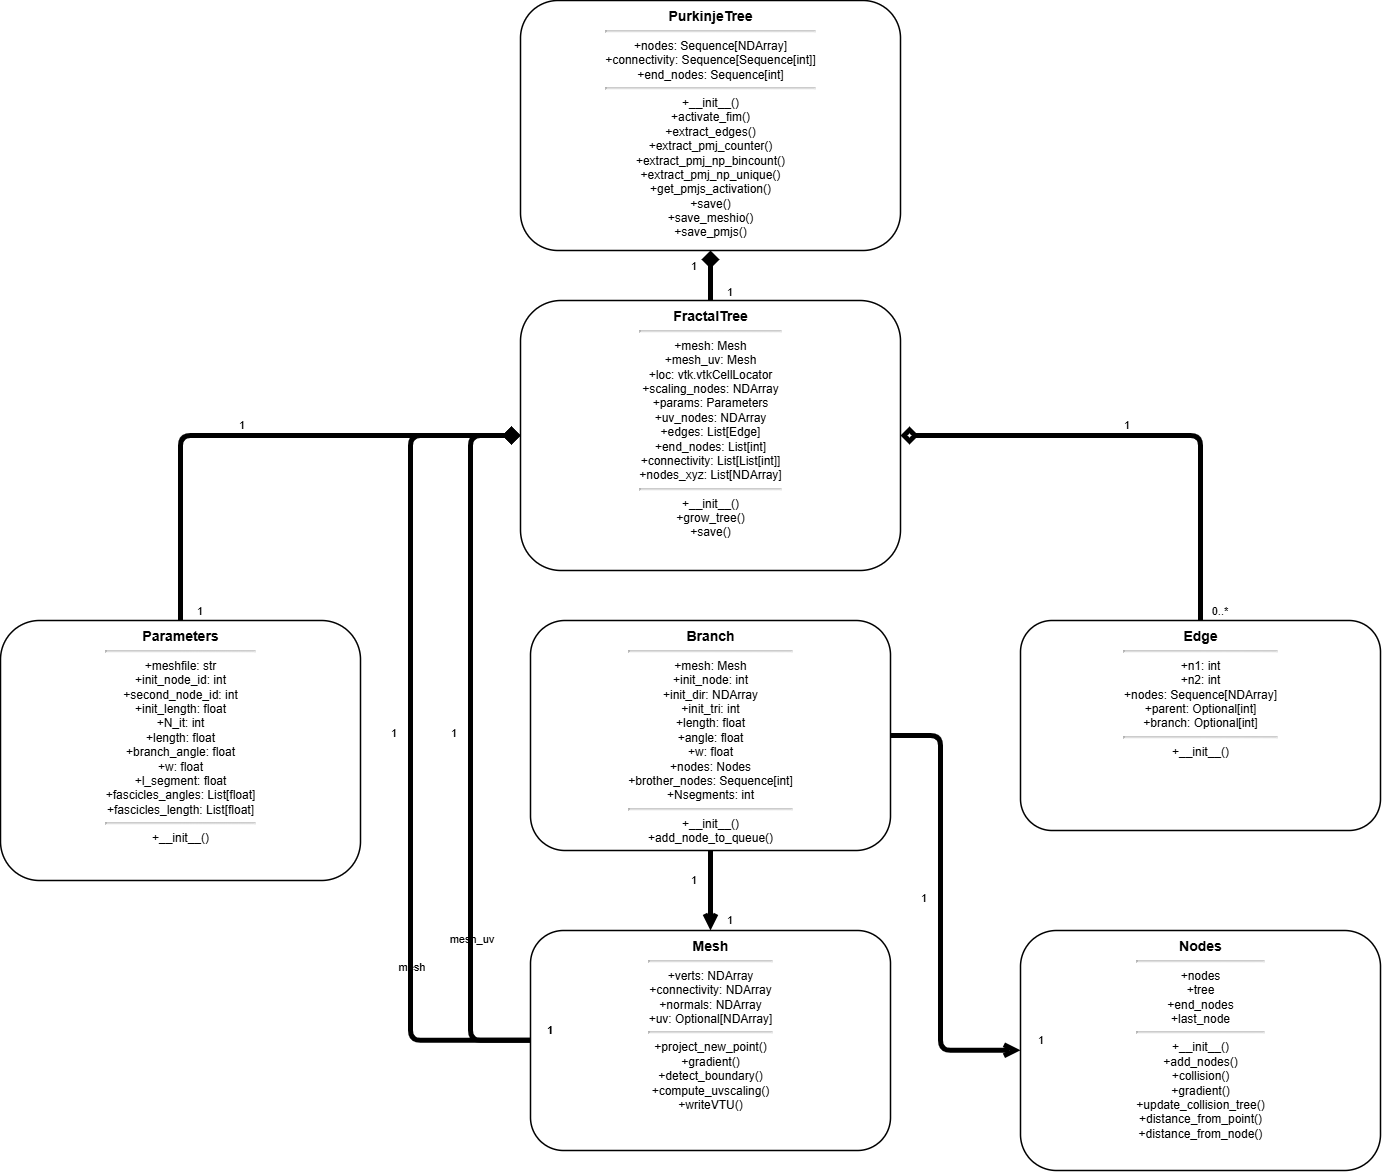 PurkinjeTree
+nodes: Sequence[NDArray]
+connectivity: Sequence[Sequence[int]]
+end_nodes: Sequence[int]
+__init__()
+activate_fim()
+extract_edges()
+extract_pmj_counter()
+extract_pmj_np_bincount()
+extract_pmj_np_unique()
+get_pmjs_activation()
+save()
+save_meshio()
+save_pmjs()
1
1
FractalTree
+mesh: Mesh
+mesh_uv: Mesh
+loc: vtk.vtkCellLocator
+scaling_nodes: NDArray
+params: Parameters
+uv_nodes: NDArray
+edges: List[Edge]
+end_nodes: List[int]
+connectivity: List[List[int]]
+nodes_xyz: List[NDArray]
+__init__()
+grow_tree()
+save()
1
1
1
0..*
Parameters
+meshfile: str
+init_node_id: int
+second_node_id: int
+init_length: float
+N_it: int
+length: float
+branch_angle: float
+w: float
+l_segment: float
+fascicles_angles: List[float]
+fascicles_length: List[float]
+__init__()
1
1
mesh_uv
mesh
Branch
+mesh: Mesh
+init_node: int
+init_dir: NDArray
+init_tri: int
+length: float
+angle: float
+w: float
+nodes: Nodes
+brother_nodes: Sequence[int]
+Nsegments: int
+__init__()
+add_node_to_queue()
1
1
1
Edge
+n1: int
+n2: int
+nodes: Sequence[NDArray]
+parent: Optional[int]
+branch: Optional[int]
+__init__()
Mesh
+verts: NDArray
+connectivity: NDArray
+normals: NDArray
+uv: Optional[NDArray]
1
+project_new_point()
+gradient()
+detect_boundary()
+compute_uvscaling()
+writeVTU()
Nodes
+nodes
+tree
+end_nodes
+last_node
1
+__init__()
+add_nodes()
+collision()
+gradient()
+update_collision_tree()
+distance_from_point()
+distance_from_node()